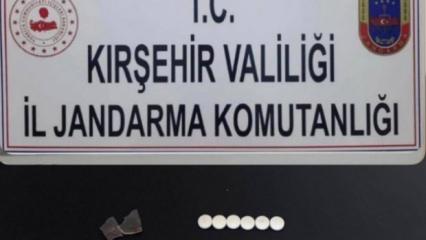 T.C.
KIRŞEHİR VALİLİĞİ
İL JANDARMA KOMUTANLIĞI